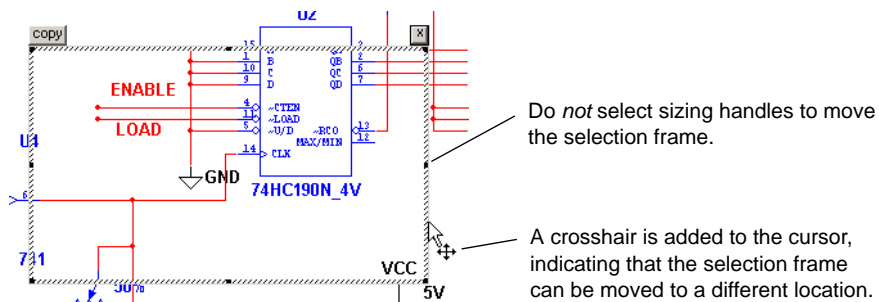 U2
copy
x
15
1 B QB 2
10 C QC 6
9 D QD 7
ENABLE
4 ~CTEN
11 ~LOAD
LOAD
5 ~U/D ~RCO 13
MAX/MIN 12
14 CLK
GND
74HC190N_4V
6
VCC
5V
Do not select sizing handles to move
the selection frame.
A crosshair is added to the cursor,
indicating that the selection frame
can be moved to a different location.